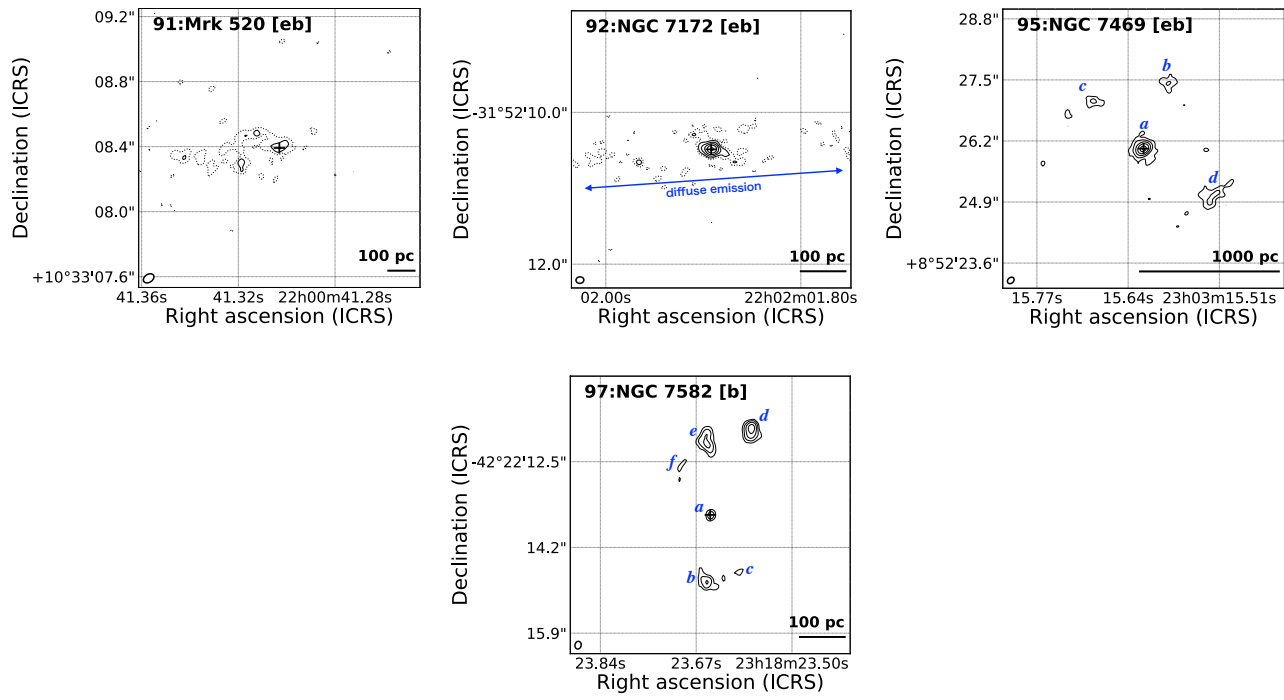 91:Mrk 520 [eb]
09.2"
08.8"
08.4"
08.0"
+10°33'07.6"
Declination (ICRS)
100 pc
41.36s
41.32s
22h00m41.28s
Right ascension (ICRS)
92:NGC 7172 [eb]
-31°52'10.0"
12.0"
Declination (ICRS)
diffuse emission
100 pc
02.00s
22h02m01.80s
Right ascension (ICRS)
95:NGC 7469 [eb]
28.8"
27.5"
26.2"
24.9"
+8°52'23.6"
Declination (ICRS)
b
c
a
d
1000 pc
15.77s
15.64s
23h03m15.51s
Right ascension (ICRS)
97:NGC 7582 [b]
-42°22'12.5"
14.2"
15.9"
Declination (ICRS)
d
e
f
a
b
c
100 pc
23.84s
23.67s
23h18m23.50s
Right ascension (ICRS)